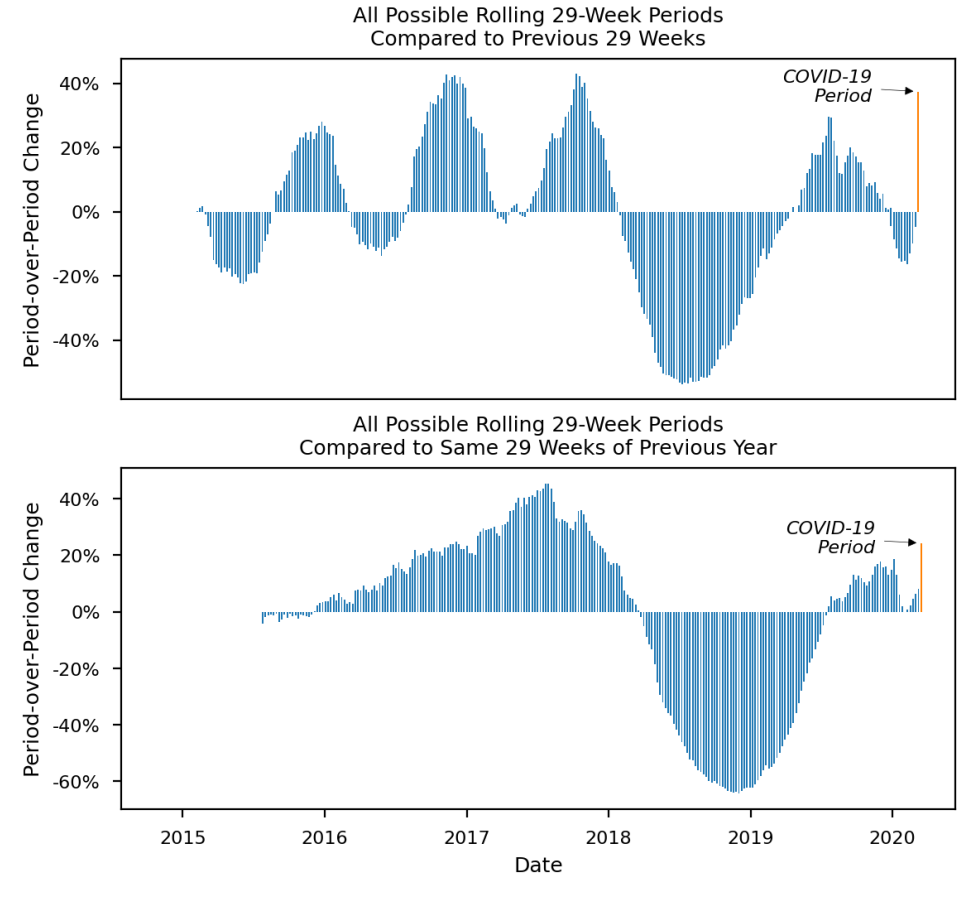 All Possible Rolling 29-Week Periods
Compared to Previous 29 Weeks
Period-over-Period Change
40%
20%
0%
-20%
-40%
COVID-19
Period
All Possible Rolling 29-Week Periods
Compared to Same 29 Weeks of Previous Year
Period-over-Period Change
40%
20%
0%
-20%
-40%
-60%
COVID-19
Period
2015 2016 2017 2018 2019 2020
Date